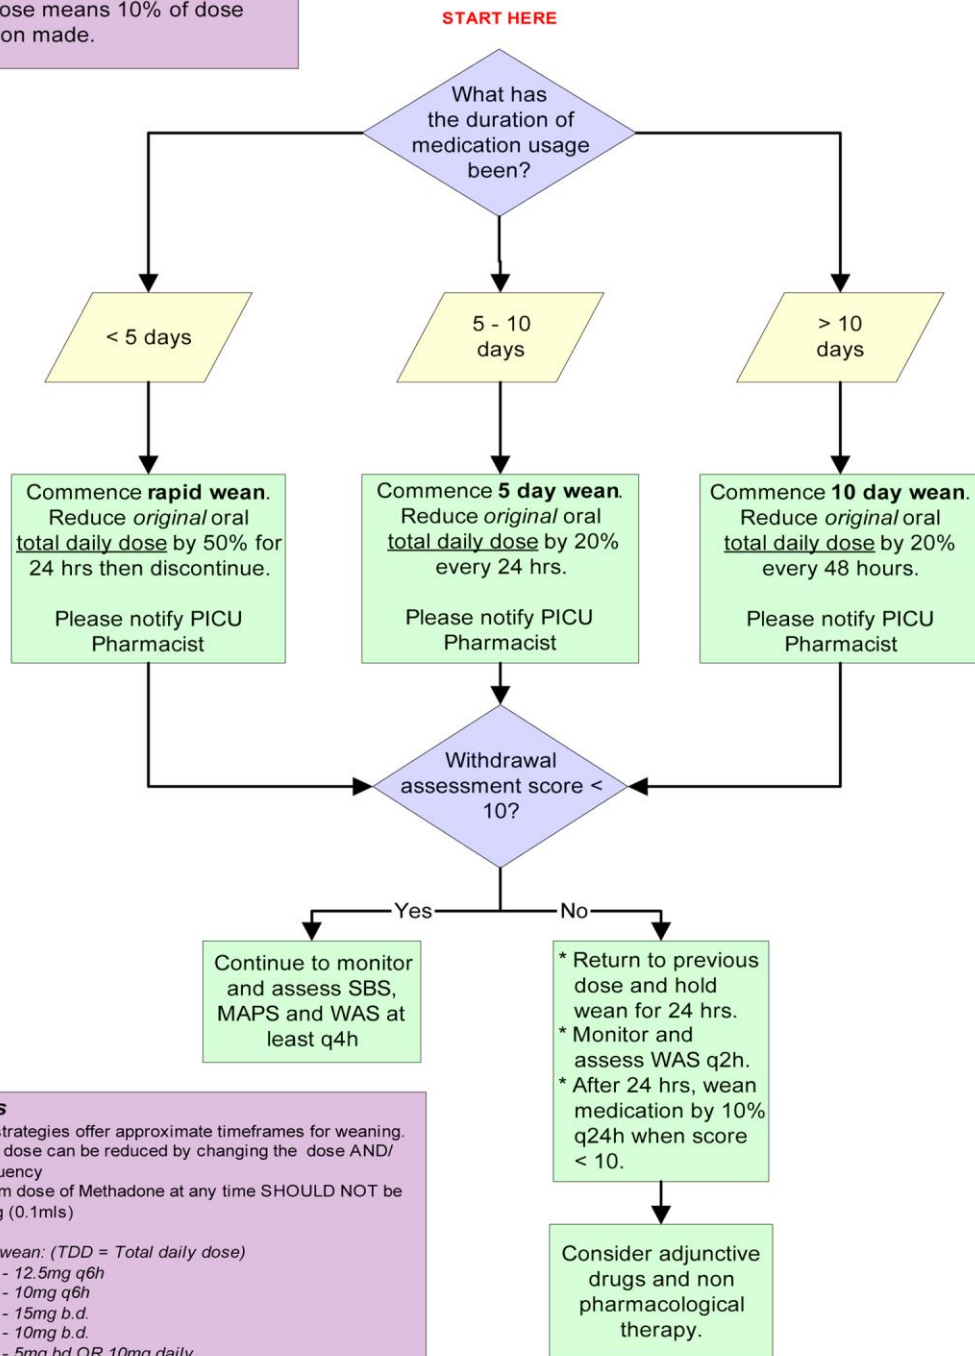 ose means 10% of dose
on made.
START HERE
What has
the duration of
medication usage
been?
< 5 days
5 - 10
days
> 10
days
Commence rapid wean.
Reduce original oral
total daily dose by 50% for
24 hrs then discontinue.
Please notify PICU
Pharmacist
Commence 5 day wean.
Reduce original oral
total daily dose by 20%
every 24 hrs.
Please notify PICU
Pharmacist
Commence 10 day wean.
Reduce original oral
total daily dose by 20%
every 48 hours.
Please notify PICU
Pharmacist
Withdrawal
assessment score <
10?
Yes
No
Continue to monitor
and assess SBS,
MAPS and WAS at
least q4h
* Return to previous
dose and hold
wean for 24 hrs.
* Monitor and
assess WAS q2h.
* After 24 hrs, wean
medication by 10%
q24h when score
< 10.
Consider adjunctive
drugs and non
pharmacological
therapy.
s
strategies offer approximate timeframes for weaning.
dose can be reduced by changing the dose AND/
uency
m dose of Methadone at any time SHOULD NOT be
g (0.1mls)
wean: (TDD = Total daily dose)
- 12.5mg q6h
- 10mg q6h
- 15mg b.d.
- 10mg b.d.
- 5mg bd OR 10mg daily